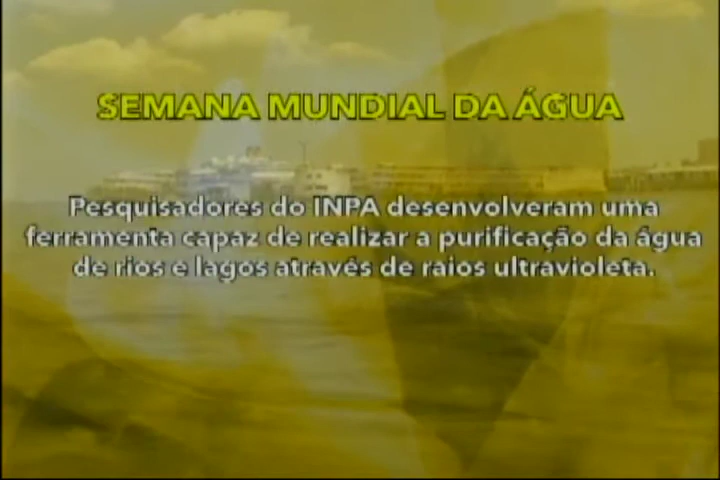 SEMANA MUNDIAL DA ÁGUA
Pesquisadores do INPA desenvolveram uma
ferramenta capaz de realizar a purificação da água
de rios e lagos através de raios ultravioleta.